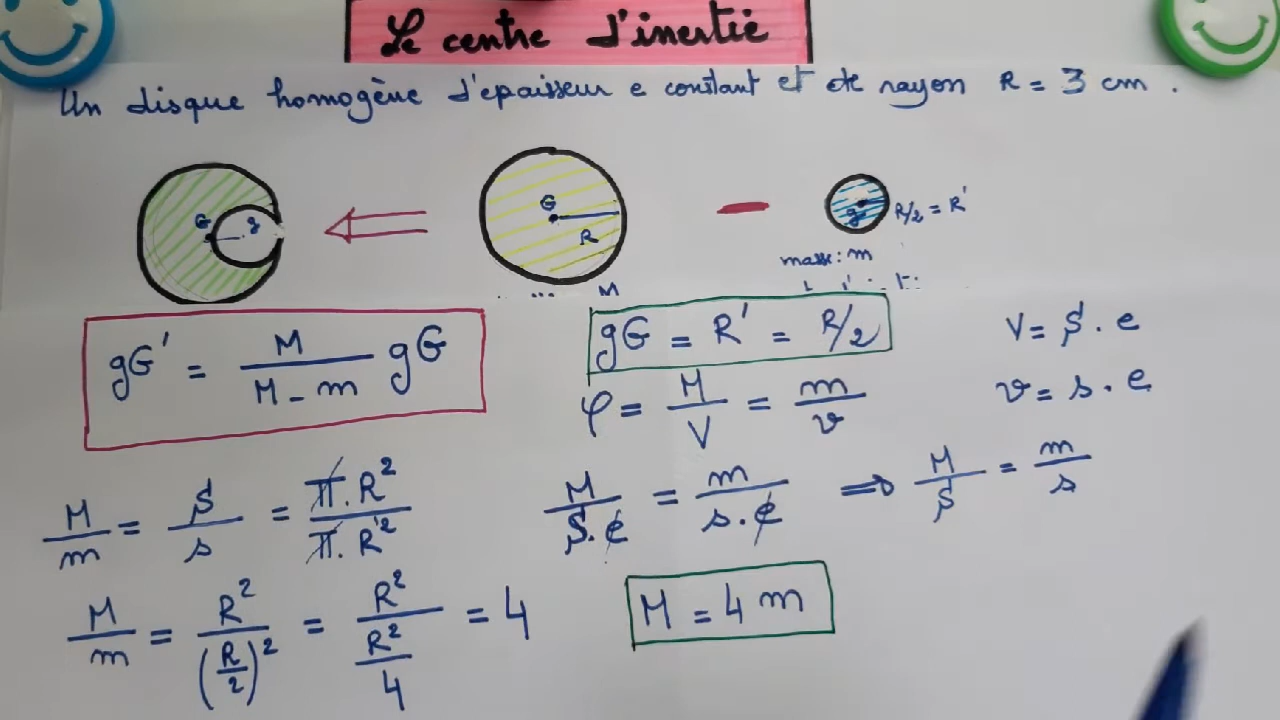 Le centre d'inertie
Un disque homogène d'épaisseur e constant et de rayon R = 3 cm .
G g
G
R
M
g R/2 = R'
masse : m
gG' = M / (M - m) gG
gG = R' = R/2
V = S . e
φ = M/V = m/v
v = s . e
M/m = S/s = π.R² / π.R'²
M/(S.e) = m/(s.e) ⟹ M/S = m/s
M/m = R² / (R/2)² = R² / (R²/4) = 4
M = 4 m